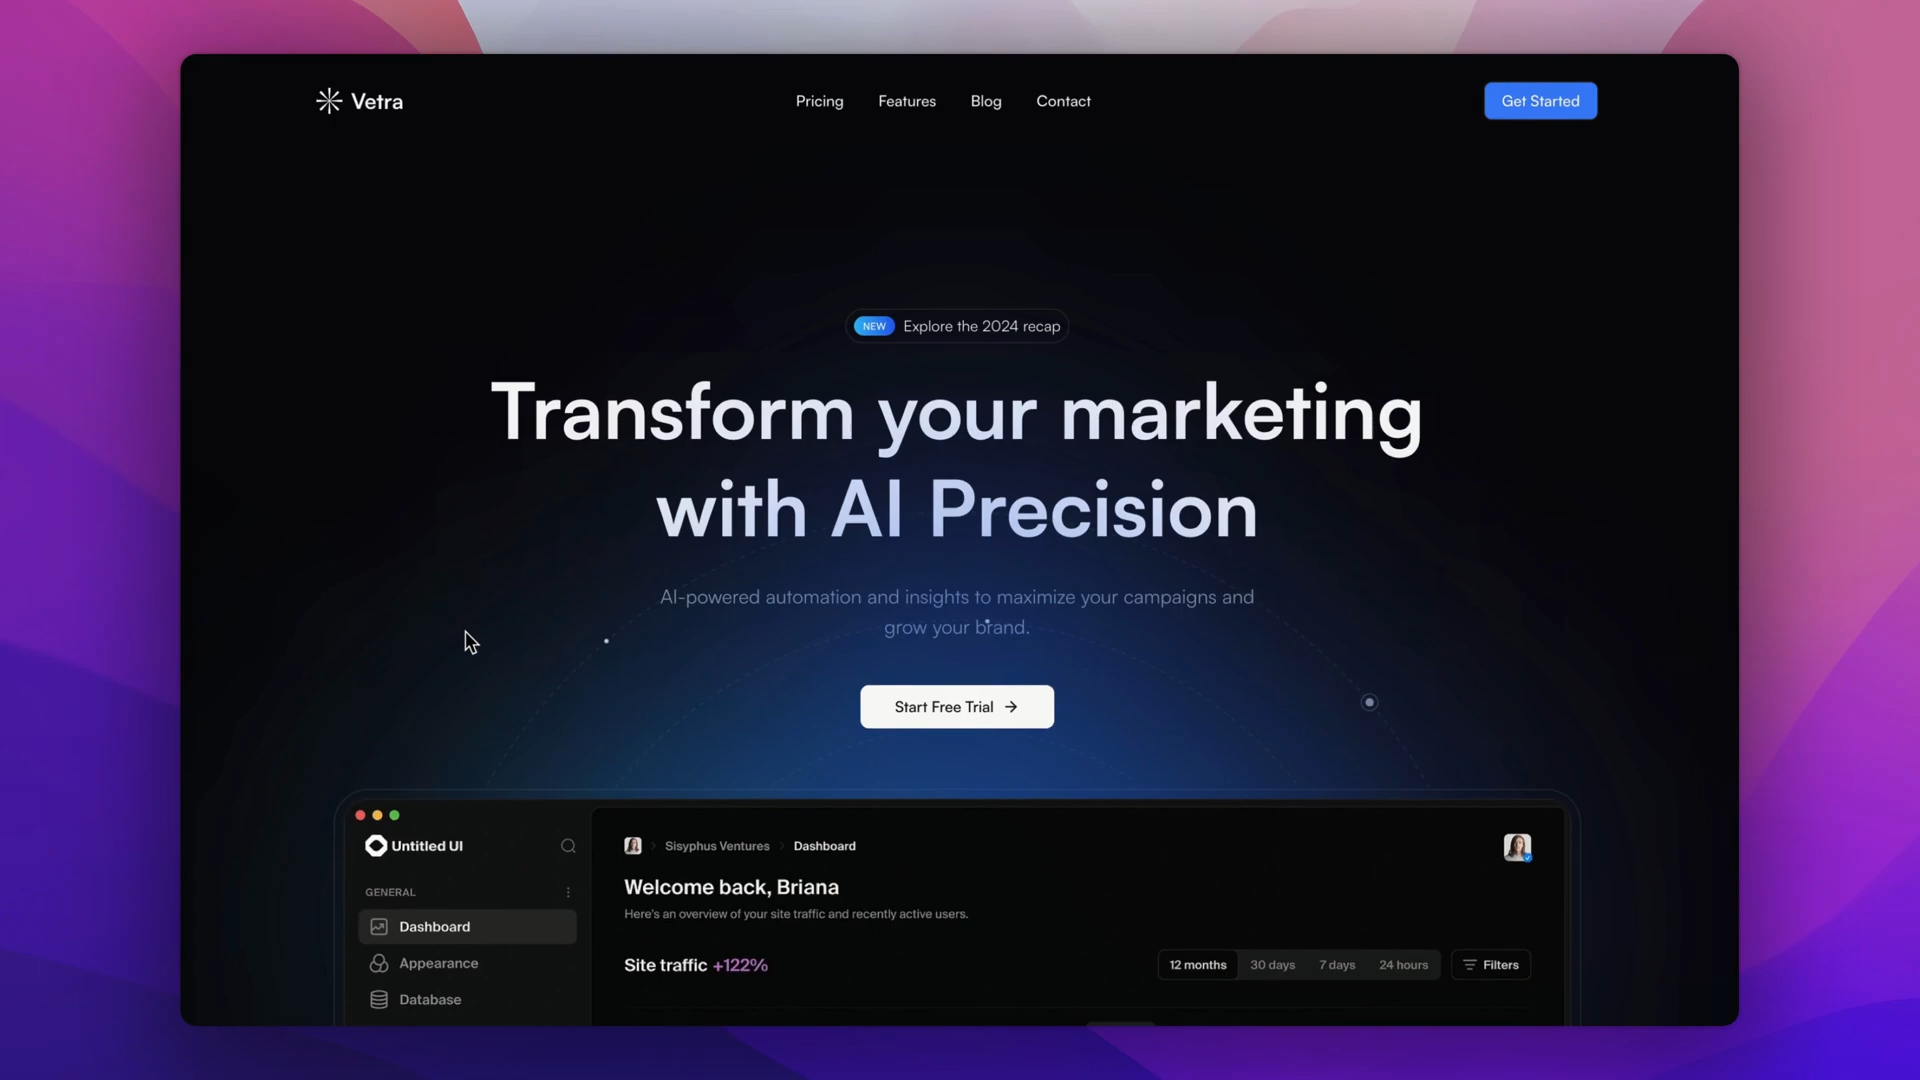 Vetra
Pricing
Features
Blog
Contact
Get Started
NEW Explore the 2024 recap
Transform your marketing
with AI Precision
AI-powered automation and insights to maximize your campaigns and
grow your brand.
Start Free Trial
Untitled UI
GENERAL
Dashboard
Appearance
Database
Sisyphus Ventures
Dashboard
Welcome back, Briana
Here's an overview of your site traffic and recently active users.
Site traffic +122%
12 months
30 days
7 days
24 hours
Filters